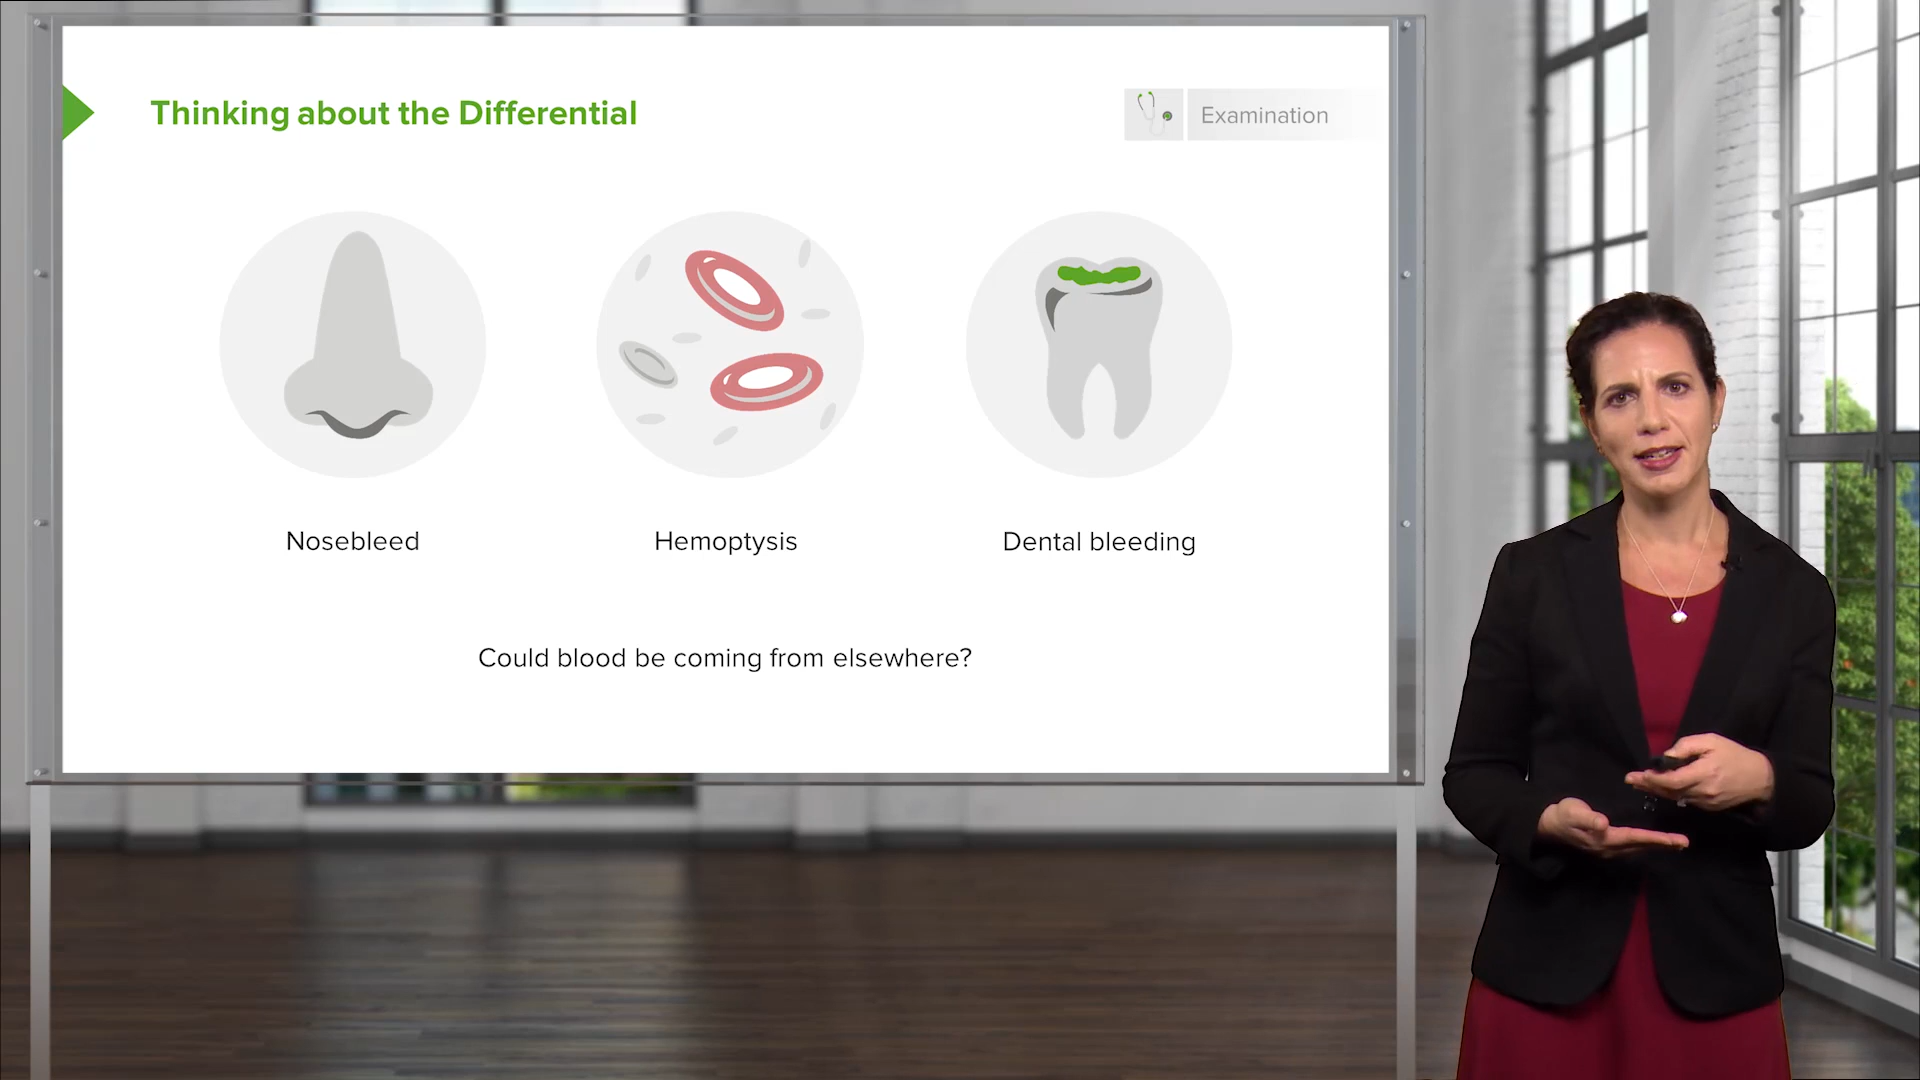 Thinking about the Differential
Examination
Nosebleed
Hemoptysis
Dental bleeding
Could blood be coming from elsewhere?